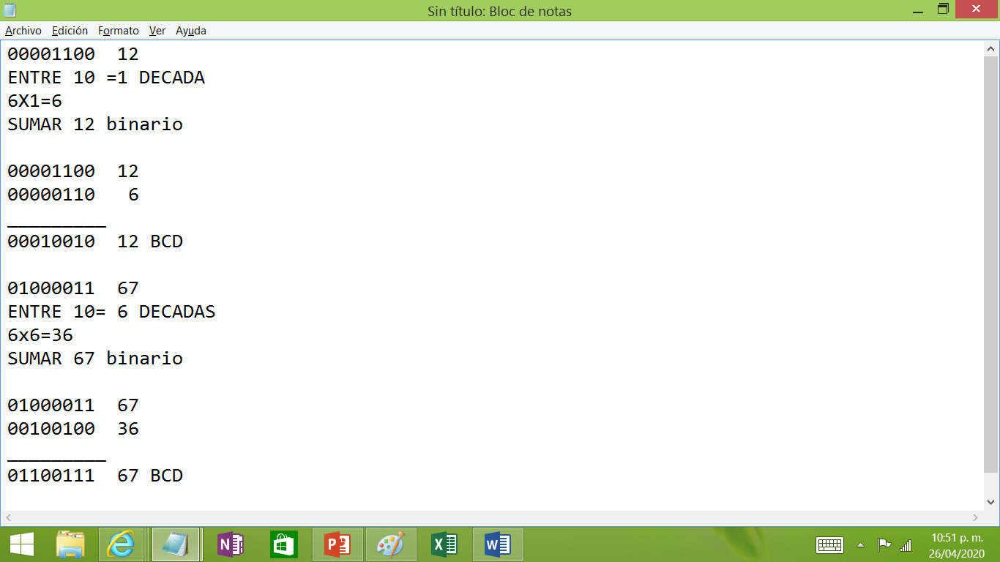 Sin título: Bloc de notas
Archivo Edición Formato Ver Ayuda
00001100  12
ENTRE 10 =1 DECADA
6X1=6
SUMAR 12 binario
00001100  12
00000110   6
_________
00010010  12 BCD
01000011  67
ENTRE 10= 6 DECADAS
6x6=36
SUMAR 67 binario
01000011  67
00100100  36
_________
01100111  67 BCD
10:51 p. m.
26/04/2020